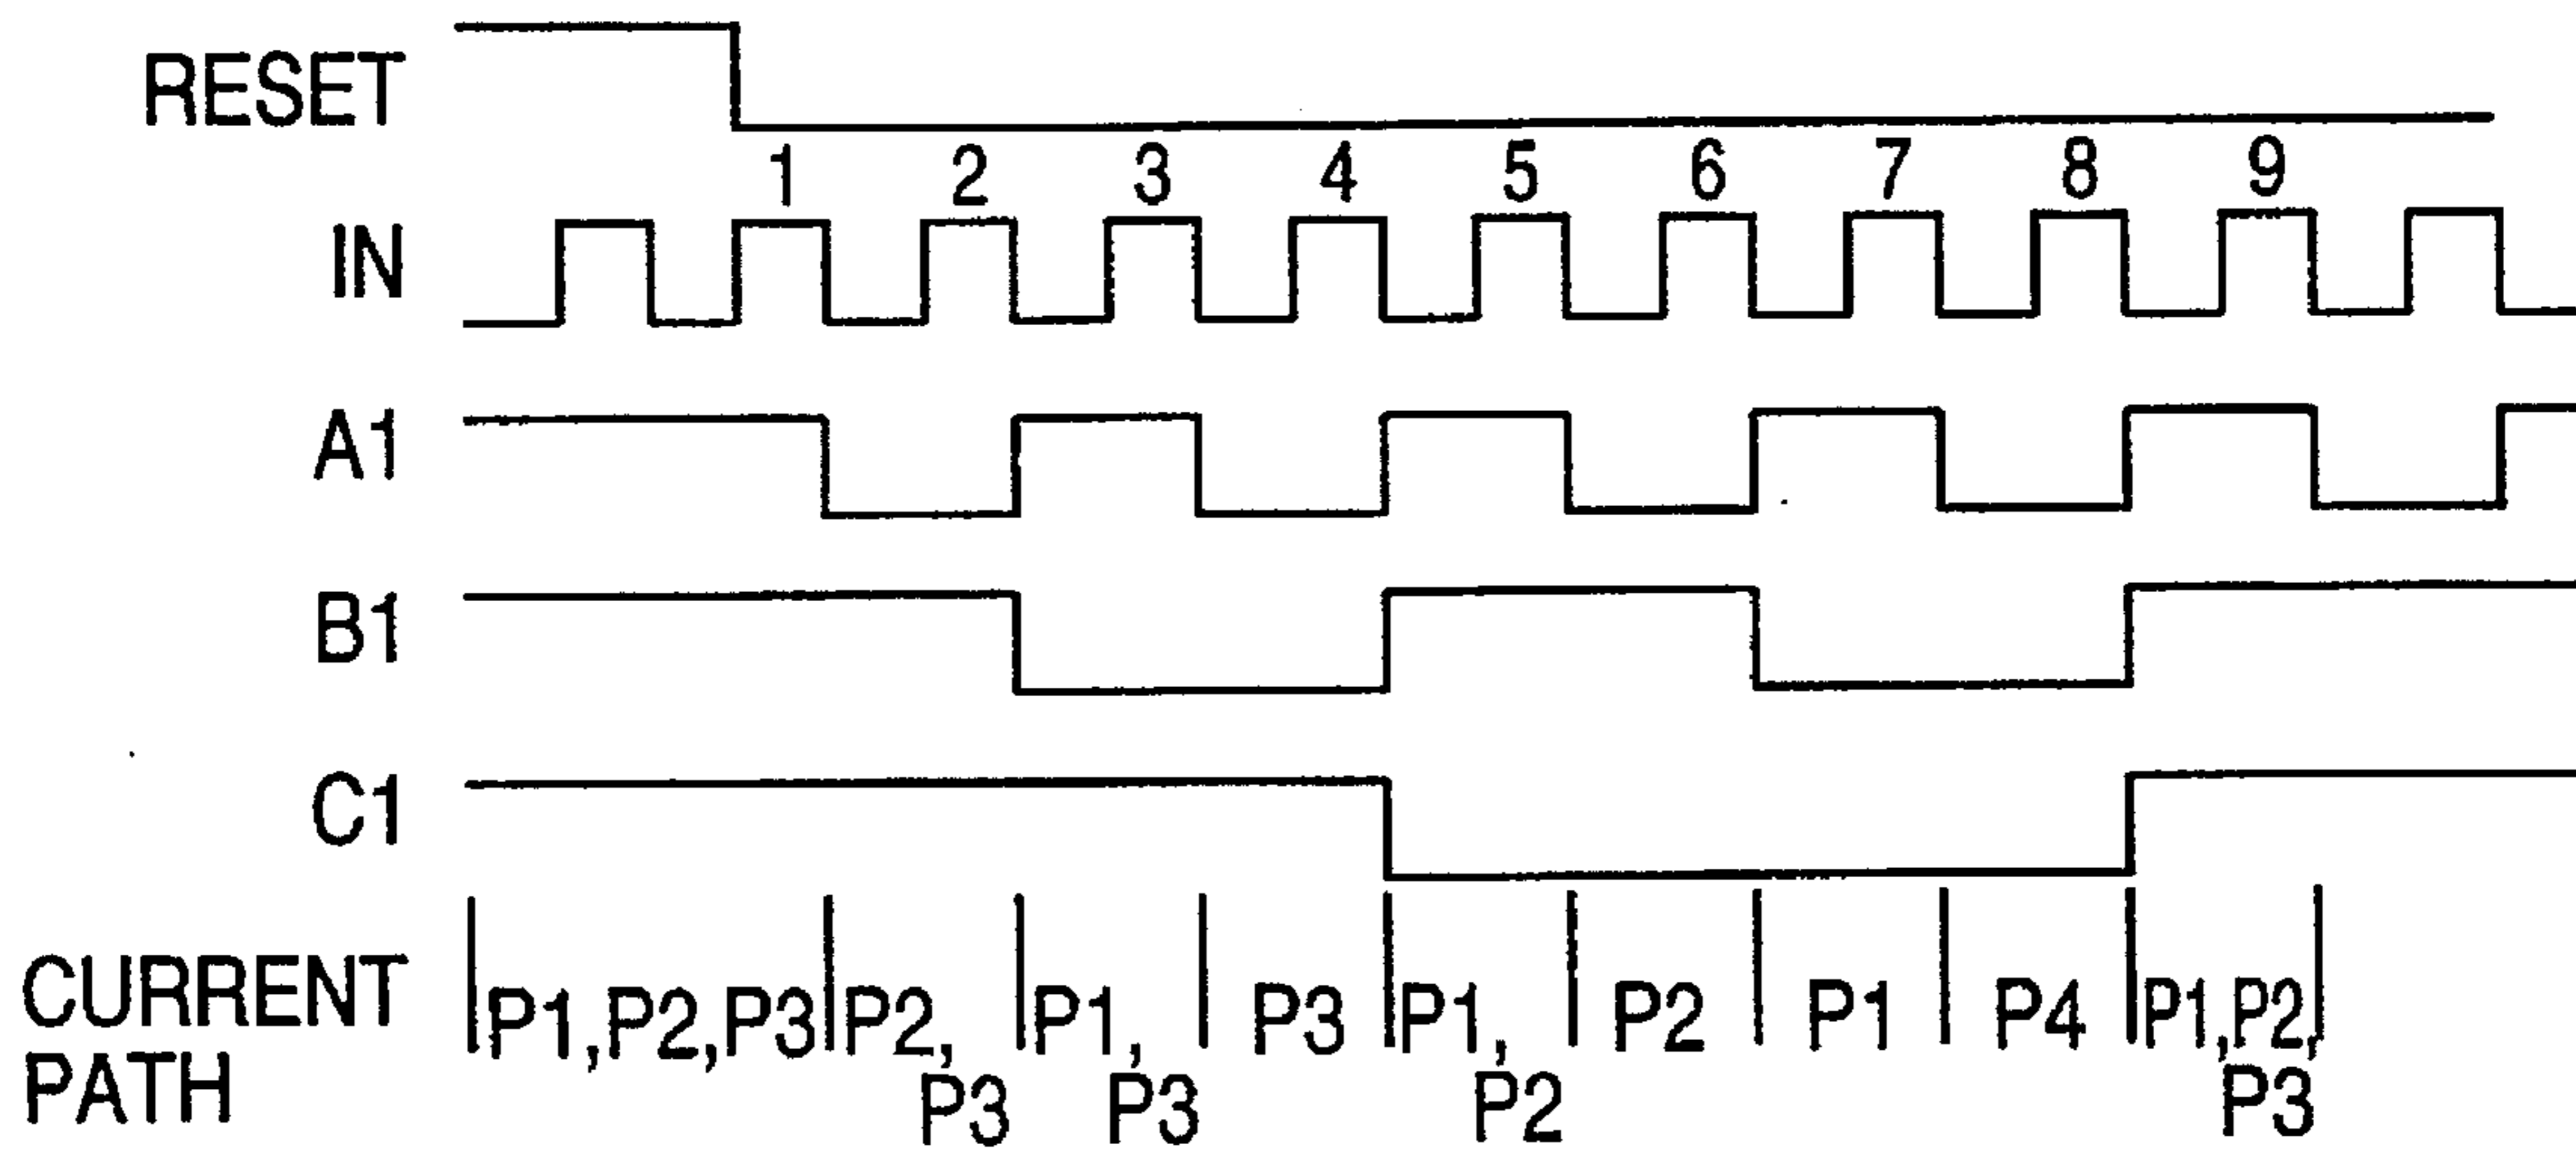 RESET
1 2 3 4 5 6 7 8 9
IN
A1
B1
C1
CURRENT PATH
P1,P2,P3
P2,
P3
P1,
P3
P3
P1,
P2
P2
P1
P4
P1,P2,
P3